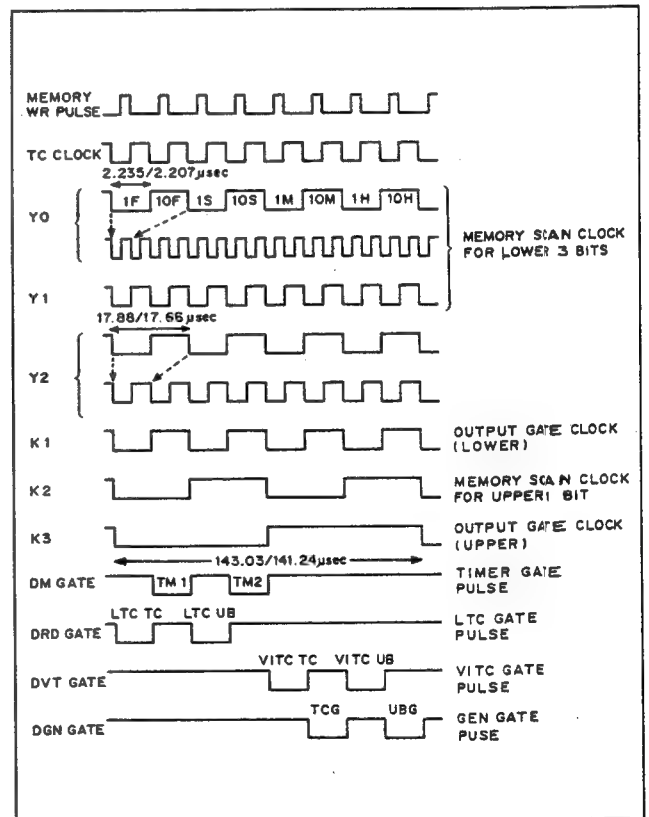 MEMORY
WR PULSE
TC CLOCK
2.235/2.207µsec
1F 10F 1S 10S 1M 10M 1H 10H
Y0
MEMORY SCAN CLOCK
FOR LOWER 3 BITS
Y1
17.88/17.66µsec
Y2
K1
OUTPUT GATE CLOCK
(LOWER)
K2
MEMORY SCAN CLOCK
FOR UPPER1 BIT
K3
OUTPUT GATE CLOCK
(UPPER)
143.03/141.24µsec
DM GATE
TM1 TM2
TIMER GATE
PULSE
LTC TC LTC UB
DRD GATE
LTC GATE
PULSE
VITC TC VITC UB
DVT GATE
VITC GATE
PULSE
TCG UBG
DGN GATE
GEN GATE
PUSE